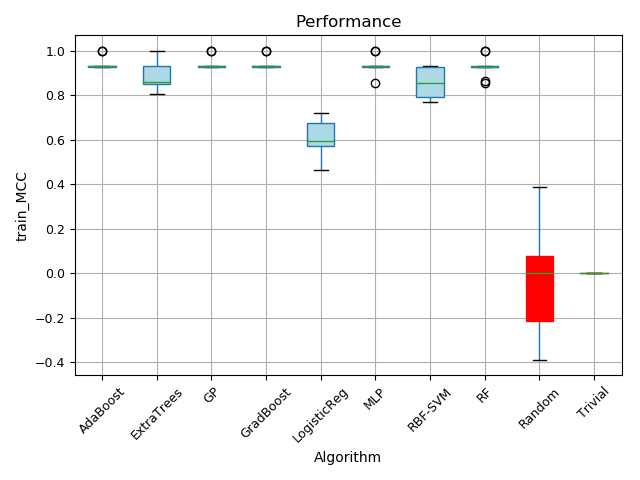 Performance
train_MCC
1.0
0.8
0.6
0.4
0.2
0.0
−0.2
−0.4
AdaBoost
ExtraTrees
GP
GradBoost
LogisticReg
MLP
RBF-SVM
RF
Random
Trivial
Algorithm